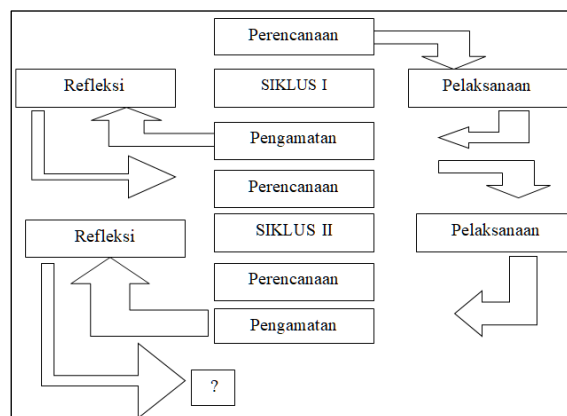 Perencanaan
Refleksi
SIKLUS I
Pelaksanaan
Pengamatan
Perencanaan
Refleksi
SIKLUS II
Pelaksanaan
Perencanaan
Pengamatan
?